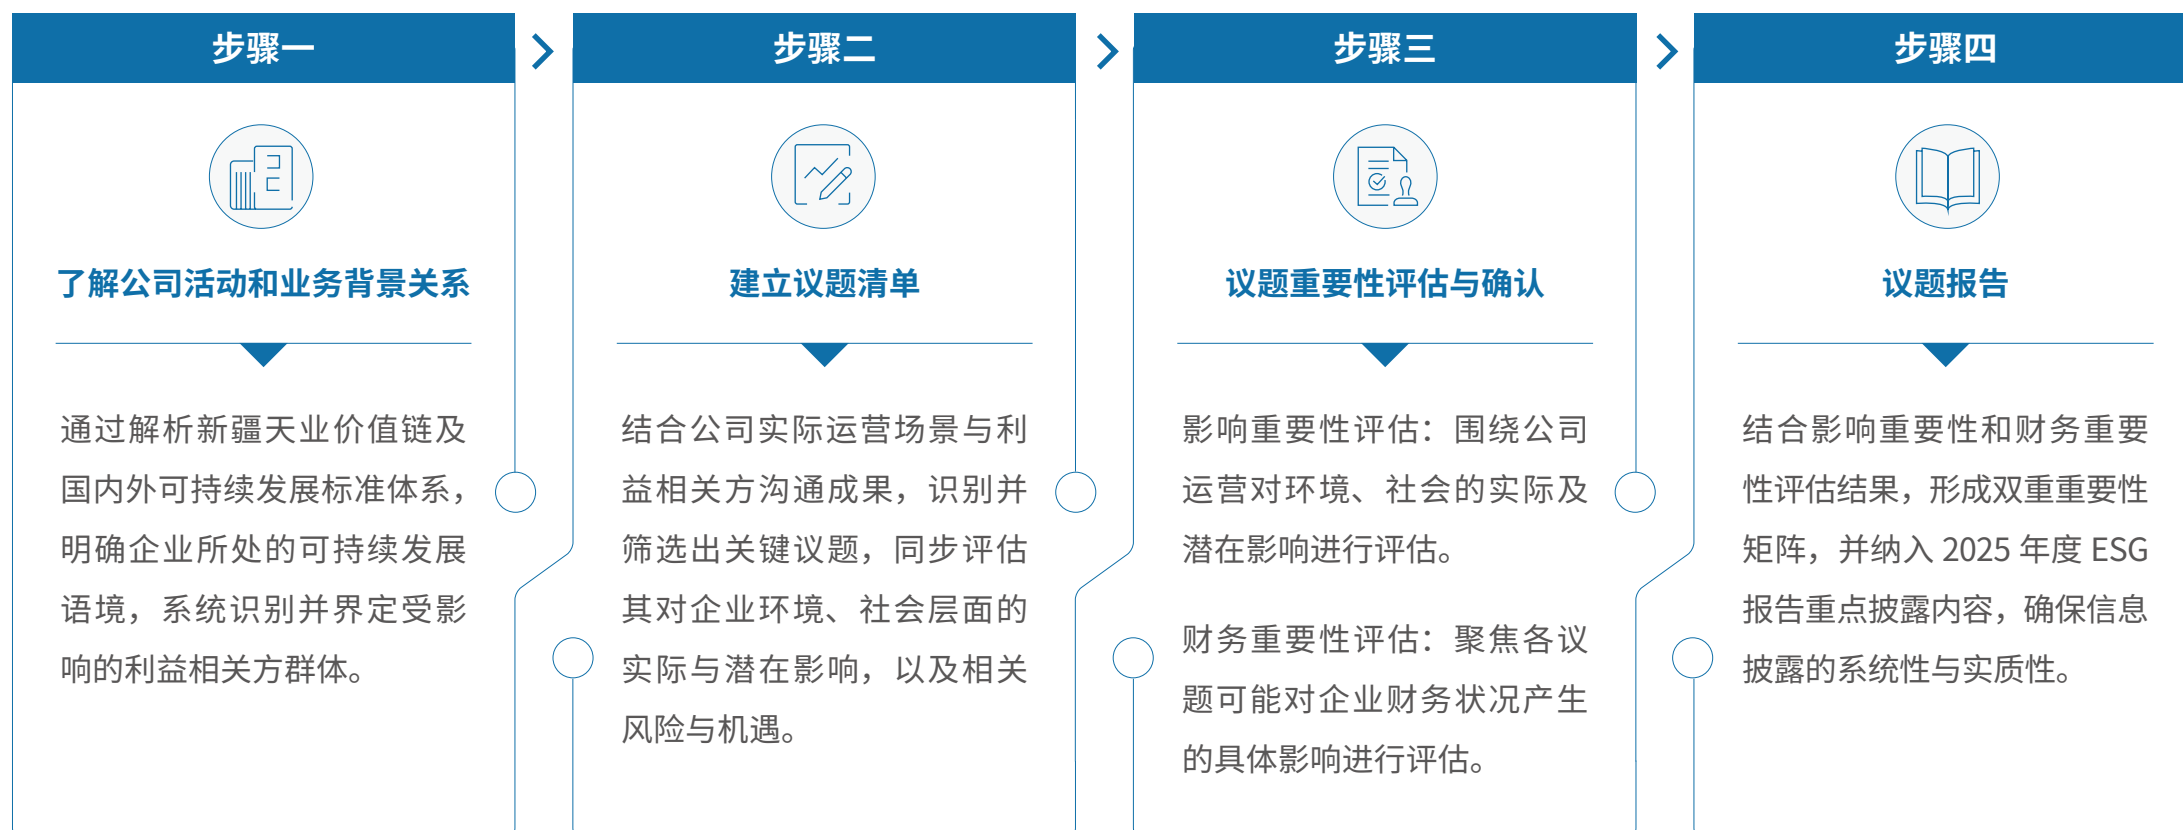 步骤一
了解公司活动和业务背景关系
通过解析新疆天业价值链及
国内外可持续发展标准体系，
明确企业所处的可持续发展
语境，系统识别并界定受影
响的利益相关方群体。
步骤二
建立议题清单
结合公司实际运营场景与利
益相关方沟通成果，识别并
筛选出关键议题，同步评估
其对企业环境、社会层面的
实际与潜在影响，以及相关
风险与机遇。
步骤三
议题重要性评估与确认
影响重要性评估：围绕公司
运营对环境、社会的实际及
潜在影响进行评估。
财务重要性评估：聚焦各议
题可能对企业财务状况产生
的具体影响进行评估。
步骤四
议题报告
结合影响重要性和财务重要
性评估结果，形成双重重要性
矩阵，并纳入 2025 年度 ESG
报告重点披露内容，确保信息
披露的系统性与实质性。